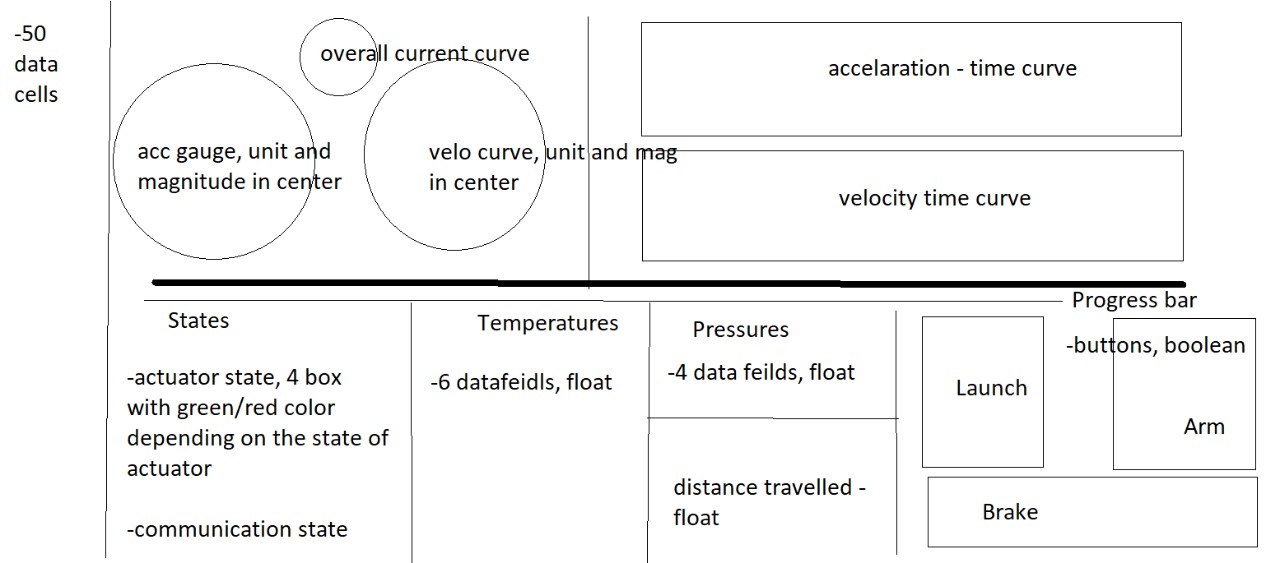 -50
data
cells
overall current curve
acc gauge, unit and
magnitude in center
velo curve, unit and mag
in center
accelaration - time curve
velocity time curve
Progress bar
States
-actuator state, 4 box
with green/red color
depending on the state of
actuator
-communication state
Temperatures
-6 datafeidls, float
Pressures
-4 data feilds, float
distance travelled -
float
-buttons, boolean
Launch
Arm
Brake